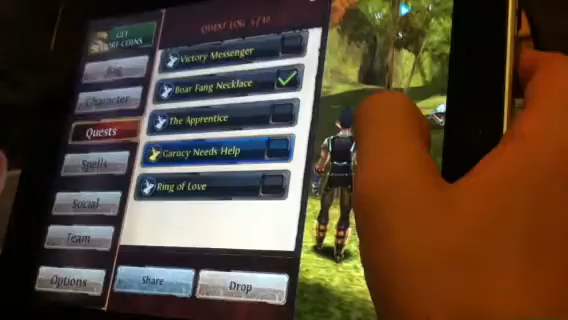 QUEST LOG 5/45
GET
MORE COINS
Victory Messenger
Bag
Boar Fang Necklace
Character
The Apprentice
Quests
Garucy Needs Help
Spells
Ring of Love
Social
Team
Options
Share
Drop